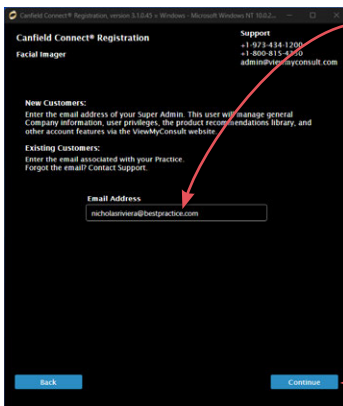 Canfield Connect® Registration, version 3.1.0.43 + Windows - Microsoft Windows NT 10.0.2...
Canfield Connect® Registration
Facial Imager
Support
+1-973-434-1200
+1-800-815-4330
admin@viewmyconsult.com
New Customers:
Enter the email address of your Super Admin. This user will manage general
Company information, user privileges, the product recommendations library, and
other account features via the ViewMyConsult website.
Existing Customers:
Enter the email associated with your Practice.
Forgot the email? Contact Support.
Email Address
nicholasriviera@bestpractice.com
Back
Continue